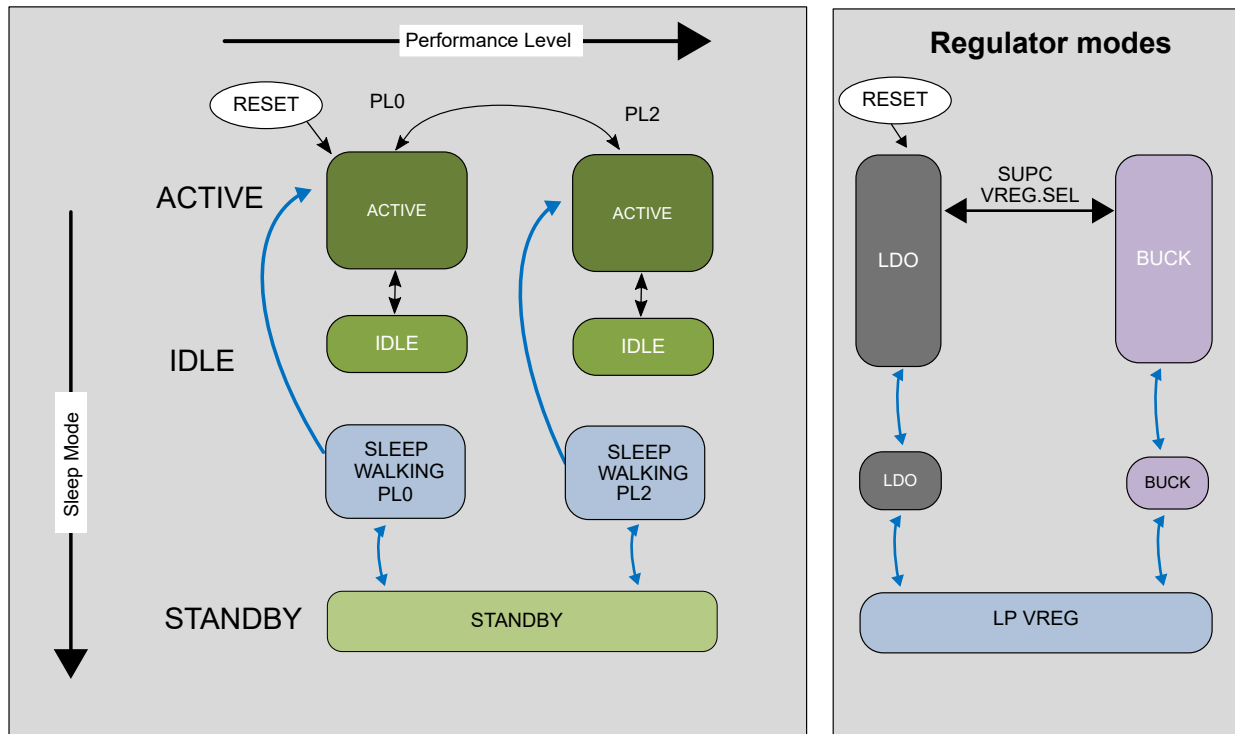 Performance Level
RESET
PL0
PL2
ACTIVE
ACTIVE
ACTIVE
IDLE
IDLE
IDLE
Sleep Mode
SLEEP
WALKING
PL0
SLEEP
WALKING
PL2
STANDBY
STANDBY
Regulator modes
RESET
SUPC
VREG.SEL
LDO
BUCK
LDO
BUCK
LP VREG